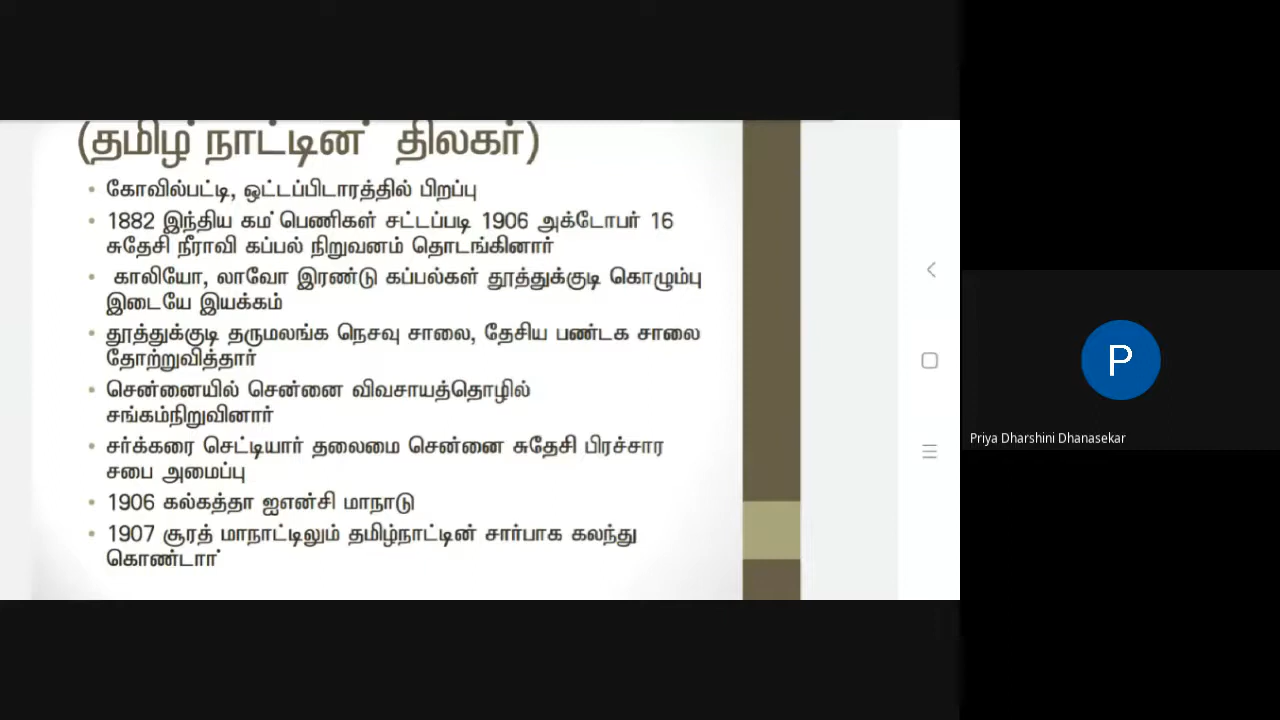 (தமிழ் நாட்டின் திலகர்)
• கோவில்பட்டி, ஒட்டப்பிடாரத்தில் பிறப்பு
• 1882 இந்திய கம்பெணிகள் சட்டப்படி 1906 அக்டோபர் 16
சுதேசி நீராவி கப்பல் நிறுவனம் தொடங்கினார்
• காலியோ, லாவோ இரண்டு கப்பல்கள் தூத்துக்குடி கொழும்பு
இடையே இயக்கம்
• தூத்துக்குடி தருமலங்க நெசவு சாலை, தேசிய பண்டக சாலை
தோற்றுவித்தார்
• சென்னையில் சென்னை விவசாயத்தொழில்
சங்கம்நிறுவினார்
• சர்க்கரை செட்டியார் தலைமை சென்னை சுதேசி பிரச்சார
சபை அமைப்பு
• 1906 கல்கத்தா ஐஎன்சி மாநாடு
• 1907 சூரத் மாநாட்டிலும் தமிழ்நாட்டின் சார்பாக கலந்து
கொண்டார்
P
Priya Dharshini Dhanasekar